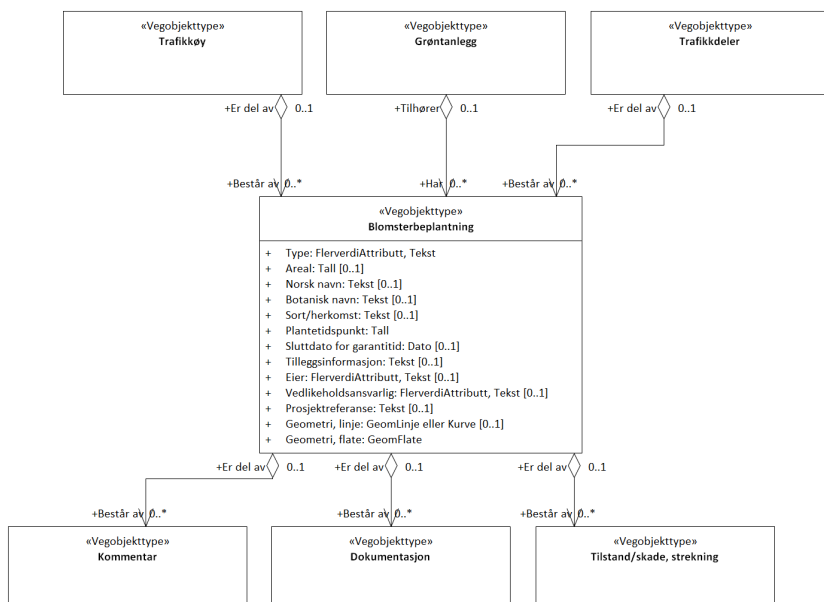 «Vegobjekttype»
Trafikkøy
«Vegobjekttype»
Grøntanlegg
«Vegobjekttype»
Trafikkdeler
+Er del av 0..1
+Tilhører 0..1
+Er del av 0..1
+Består av 0..*
+Har 0..*
+Består av 0..*
«Vegobjekttype»
Blomsterbeplantning
+ Type: FlerverdiAttributt, Tekst
+ Areal: Tall [0..1]
+ Norsk navn: Tekst [0..1]
+ Botanisk navn: Tekst [0..1]
+ Sort/herkomst: Tekst [0..1]
+ Plantetidspunkt: Tall
+ Sluttdato for garantitid: Dato [0..1]
+ Tilleggsinformasjon: Tekst [0..1]
+ Eier: FlerverdiAttributt, Tekst [0..1]
+ Vedlikeholdsansvarlig: FlerverdiAttributt, Tekst [0..1]
+ Prosjektreferanse: Tekst [0..1]
+ Geometri, linje: GeomLinje eller Kurve [0..1]
+ Geometri, flate: GeomFlate
+Er del av 0..1
+Er del av 0..1
+Er del av 0..1
+Består av 0..*
+Består av 0..*
+Består av 0..*
«Vegobjekttype»
Kommentar
«Vegobjekttype»
Dokumentasjon
«Vegobjekttype»
Tilstand/skade, strekning